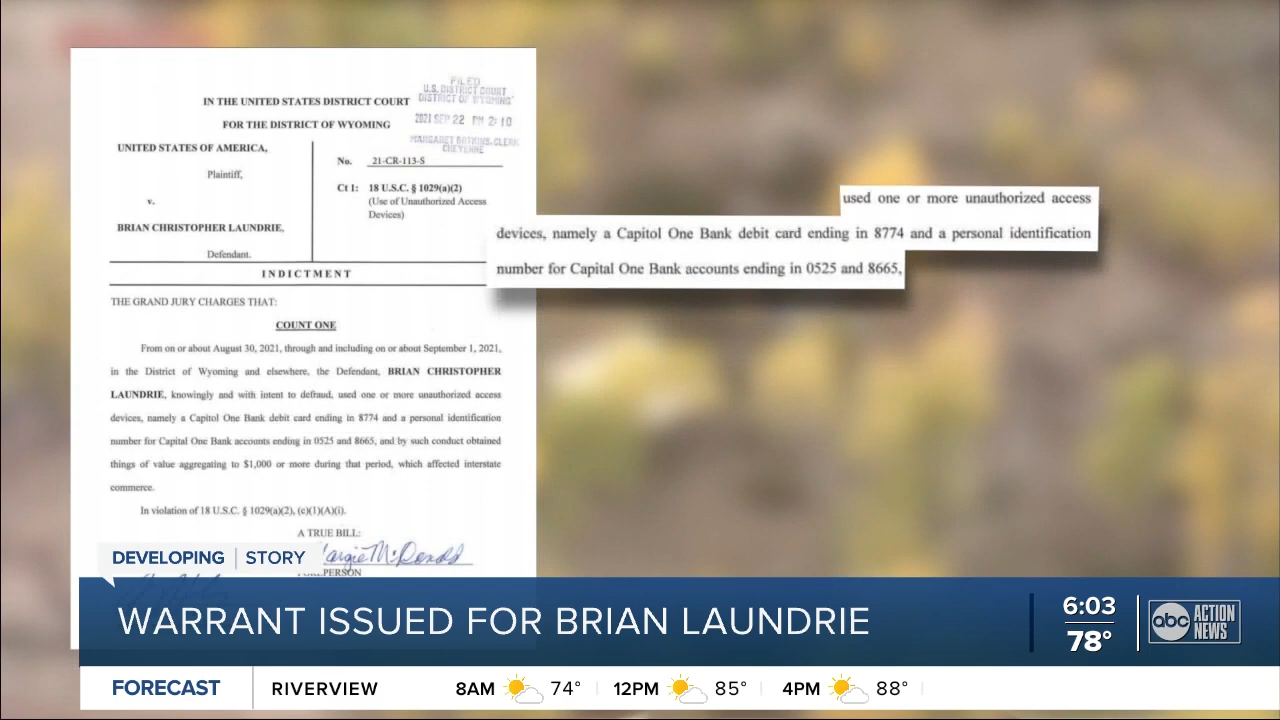 IN THE UNITED STATES DISTRICT COURT
FOR THE DISTRICT OF WYOMING
FILED
U.S. DISTRICT COURT
DISTRICT OF WYOMING
2021 SEP 22 PM 2:10
MARGARET BOTKINS, CLERK
CHEYENNE
UNITED STATES OF AMERICA,
Plaintiff,
v.
BRIAN CHRISTOPHER LAUNDRIE,
Defendant.
No. 21-CR-113-S
Ct 1: 18 U.S.C. § 1029(a)(2)
(Use of Unauthorized Access
Devices)
INDICTMENT
THE GRAND JURY CHARGES THAT:
COUNT ONE
From on or about August 30, 2021, through and including on or about September 1, 2021,
in the District of Wyoming and elsewhere, the Defendant, BRIAN CHRISTOPHER
LAUNDRIE, knowingly and with intent to defraud, used one or more unauthorized access
devices, namely a Capitol One Bank debit card ending in 8774 and a personal identification
number for Capital One Bank accounts ending in 0525 and 8665, and by such conduct obtained
things of value aggregating to $1,000 or more during that period, which affected interstate
commerce.
In violation of 18 U.S.C. § 1029(a)(2), (c)(1)(A)(i).
A TRUE BILL:
used one or more unauthorized access
devices, namely a Capitol One Bank debit card ending in 8774 and a personal identification
number for Capital One Bank accounts ending in 0525 and 8665,
DEVELOPING | STORY
WARRANT ISSUED FOR BRIAN LAUNDRIE
6:03
78°
abc ACTION NEWS
FORECAST RIVERVIEW 8AM 74° 12PM 85° 4PM 88°